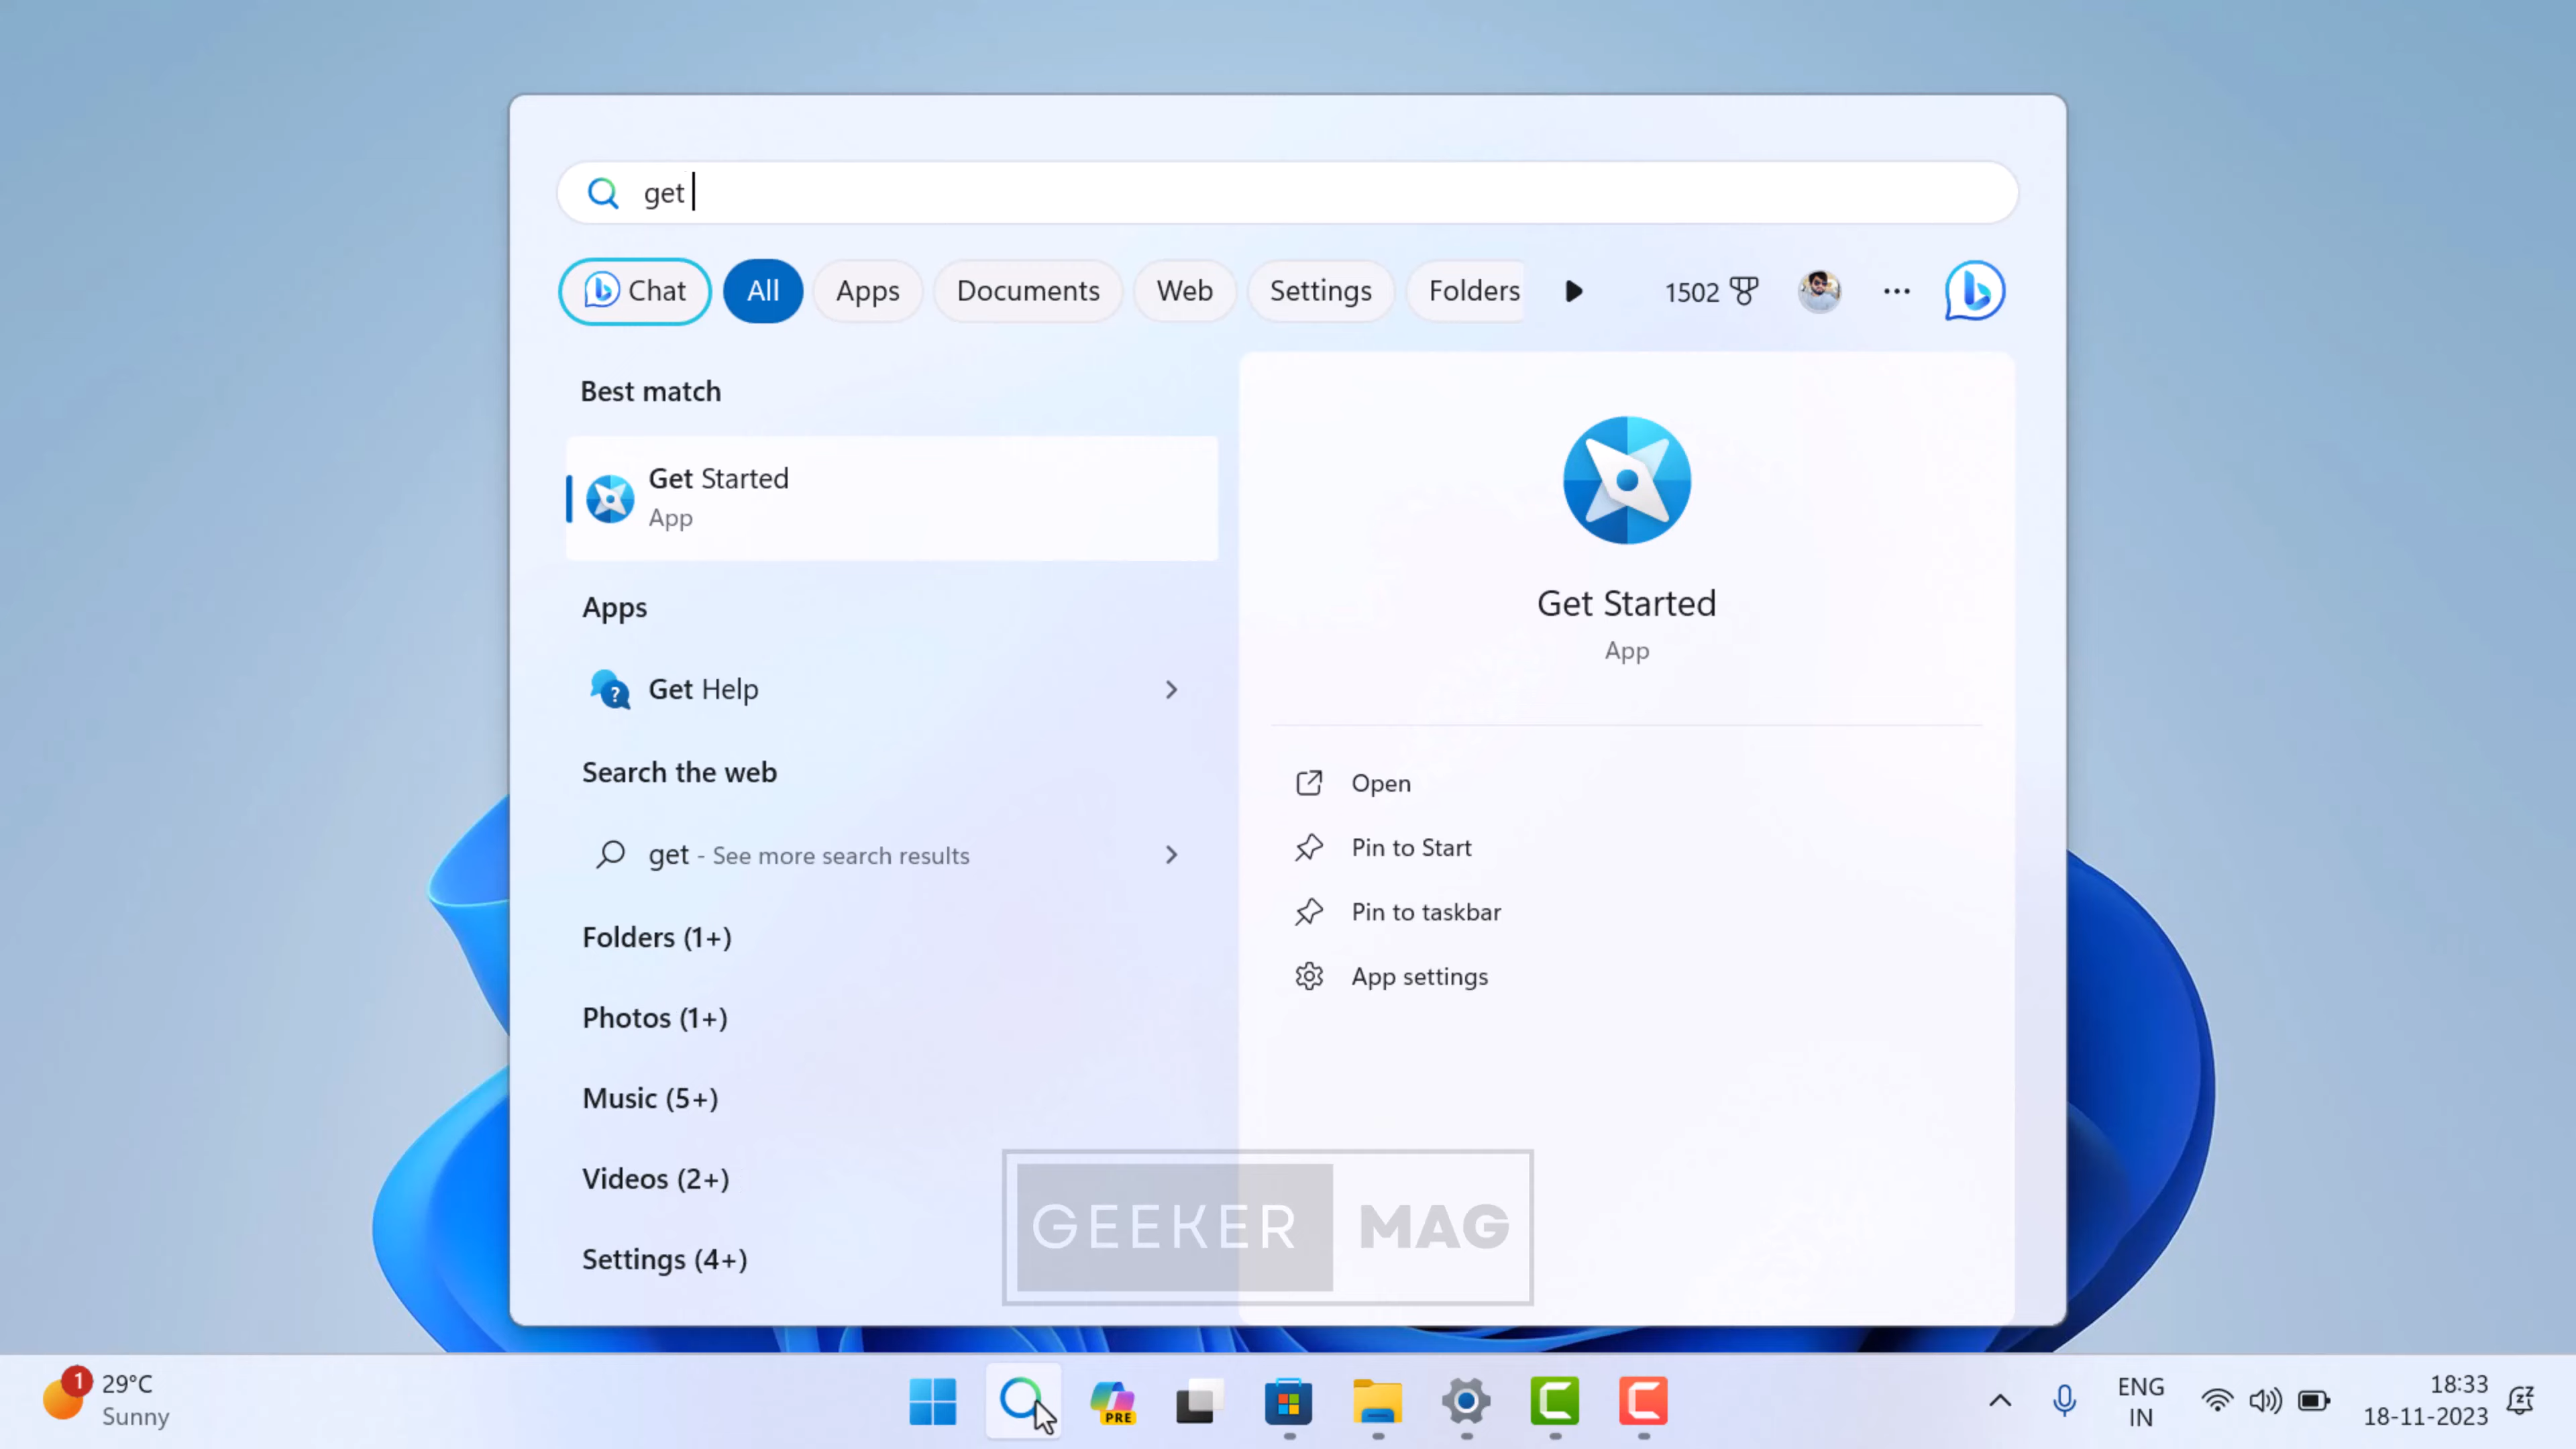 get
Chat
All
Apps
Documents
Web
Settings
Folders
1502
Best match
Get Started
App
Apps
Get Help
Search the web
get - See more search results
Folders (1+)
Photos (1+)
Music (5+)
Videos (2+)
Settings (4+)
Get Started
App
Open
Pin to Start
Pin to taskbar
App settings
GEEKER MAG
1
29°C
Sunny
PRE
ENG
IN
18:33
18-11-2023